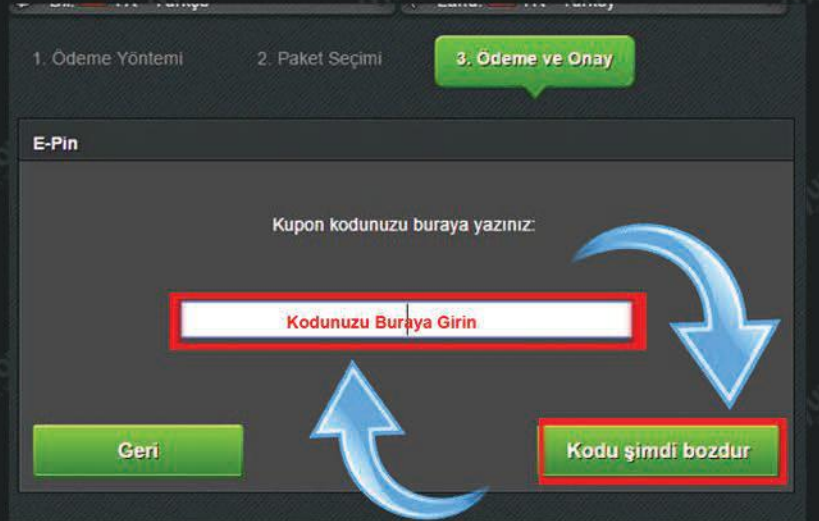 1. Ödeme Yöntemi 2. Paket Seçimi 3. Ödeme ve Onay
E-Pin
Kupon kodunuzu buraya yazınız:
Kodunuzu Buraya Girin
Geri Kodu şimdi bozdur